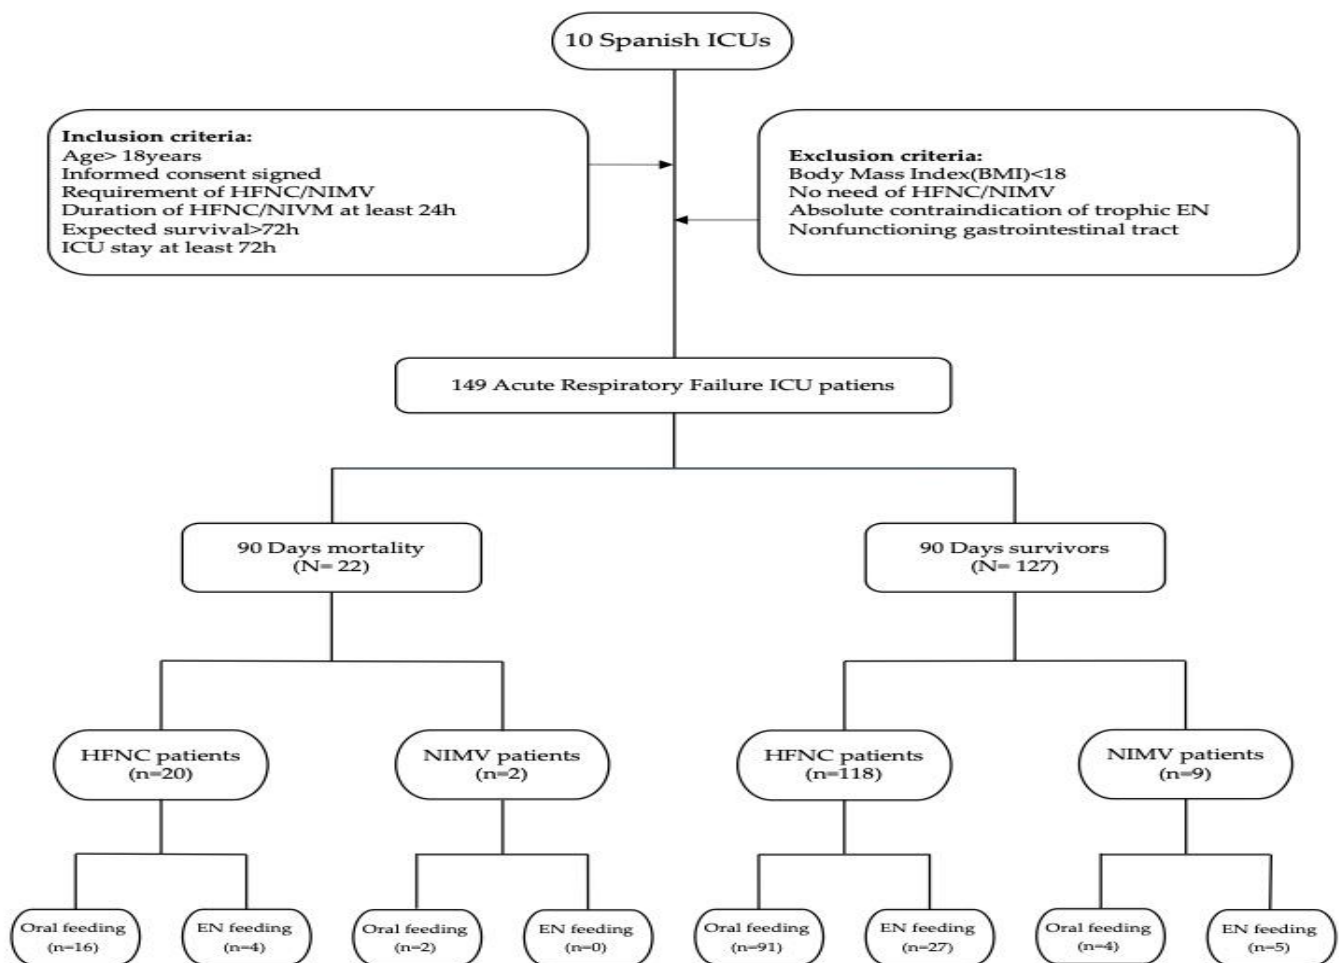 10 Spanish ICUs
Inclusion criteria:
Age> 18years
Informed consent signed
Requirement of HFNC/NIMV
Duration of HFNC/NIVM at least 24h
Expected survival>72h
ICU stay at least 72h
Exclusion criteria:
Body Mass Index(BMI)<18
No need of HFNC/NIMV
Absolute contraindication of trophic EN
Nonfunctioning gastrointestinal tract
149 Acute Respiratory Failure ICU patiens
90 Days mortality
(N= 22)
90 Days survivors
(N= 127)
HFNC patients
(n=20)
NIMV patients
(n=2)
HFNC patients
(n=118)
NIMV patients
(n=9)
Oral feeding
(n=16)
EN feeding
(n=4)
Oral feeding
(n=2)
EN feeding
(n=0)
Oral feeding
(n=91)
EN feeding
(n=27)
Oral feeding
(n=4)
EN feeding
(n=5)